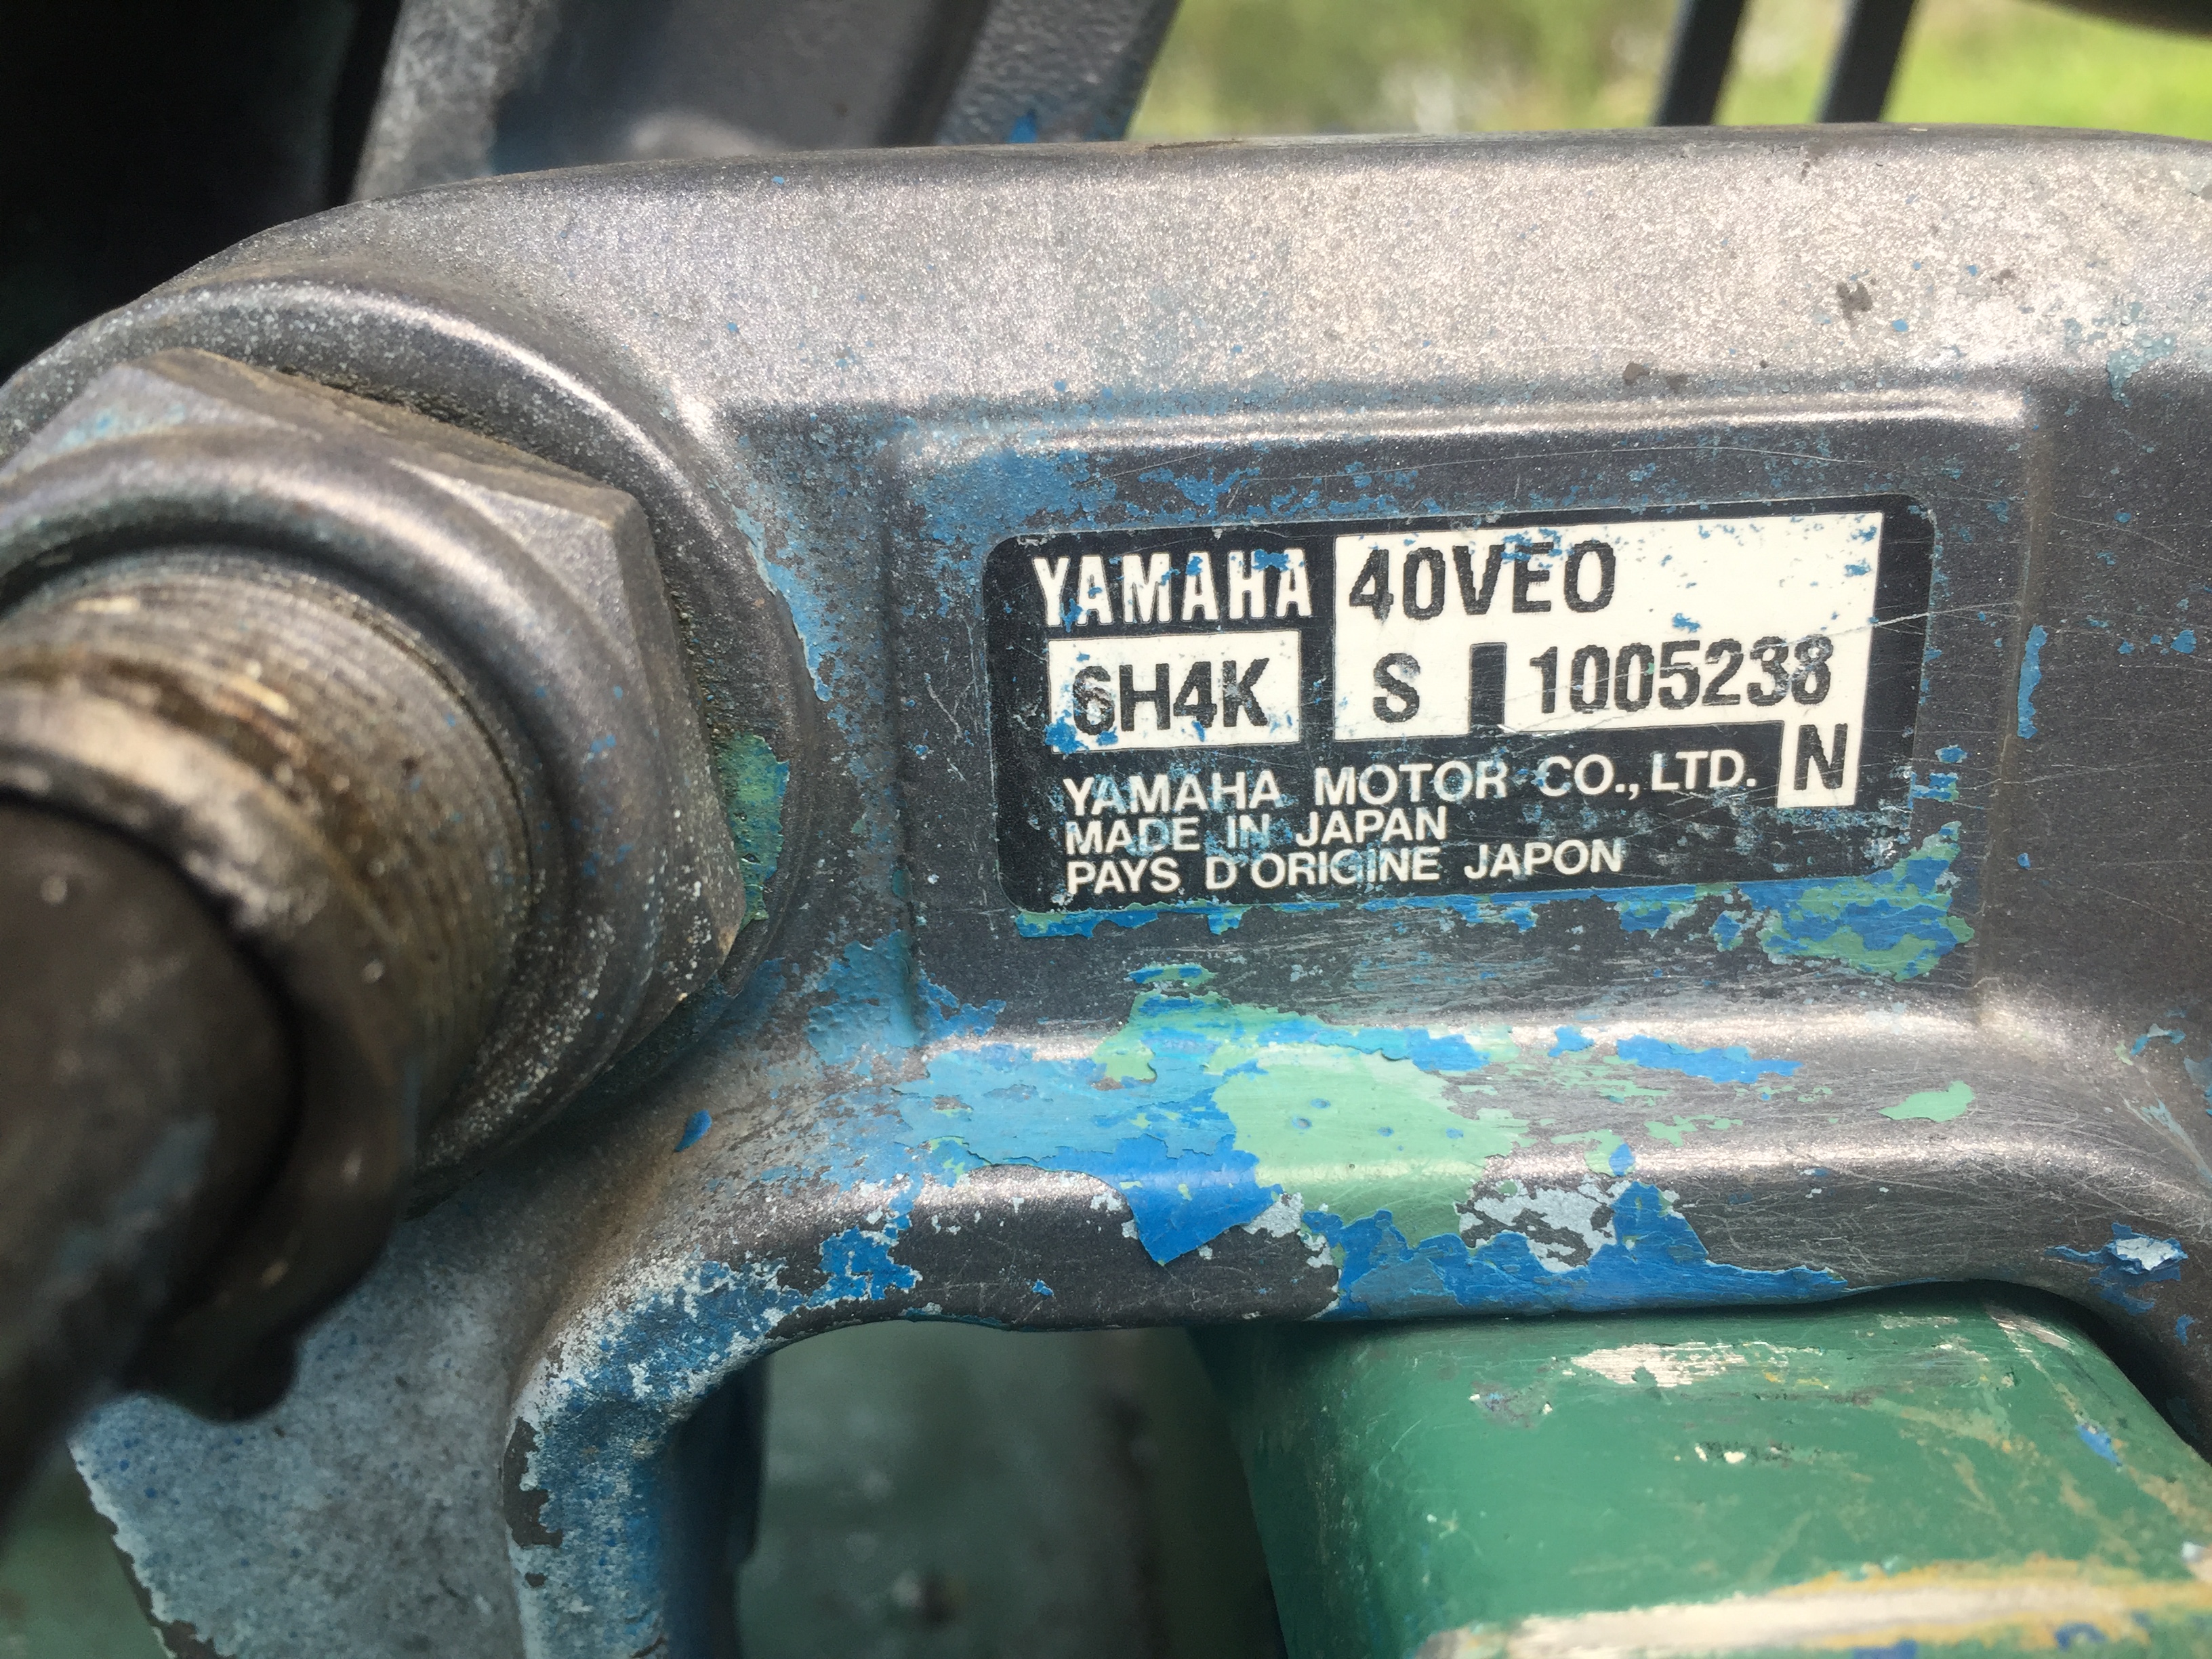 YAMAHA 40VEO
6H4K S 1005238
N
YAMAHA MOTOR CO., LTD.
MADE IN JAPAN
PAYS D'ORIGINE JAPON